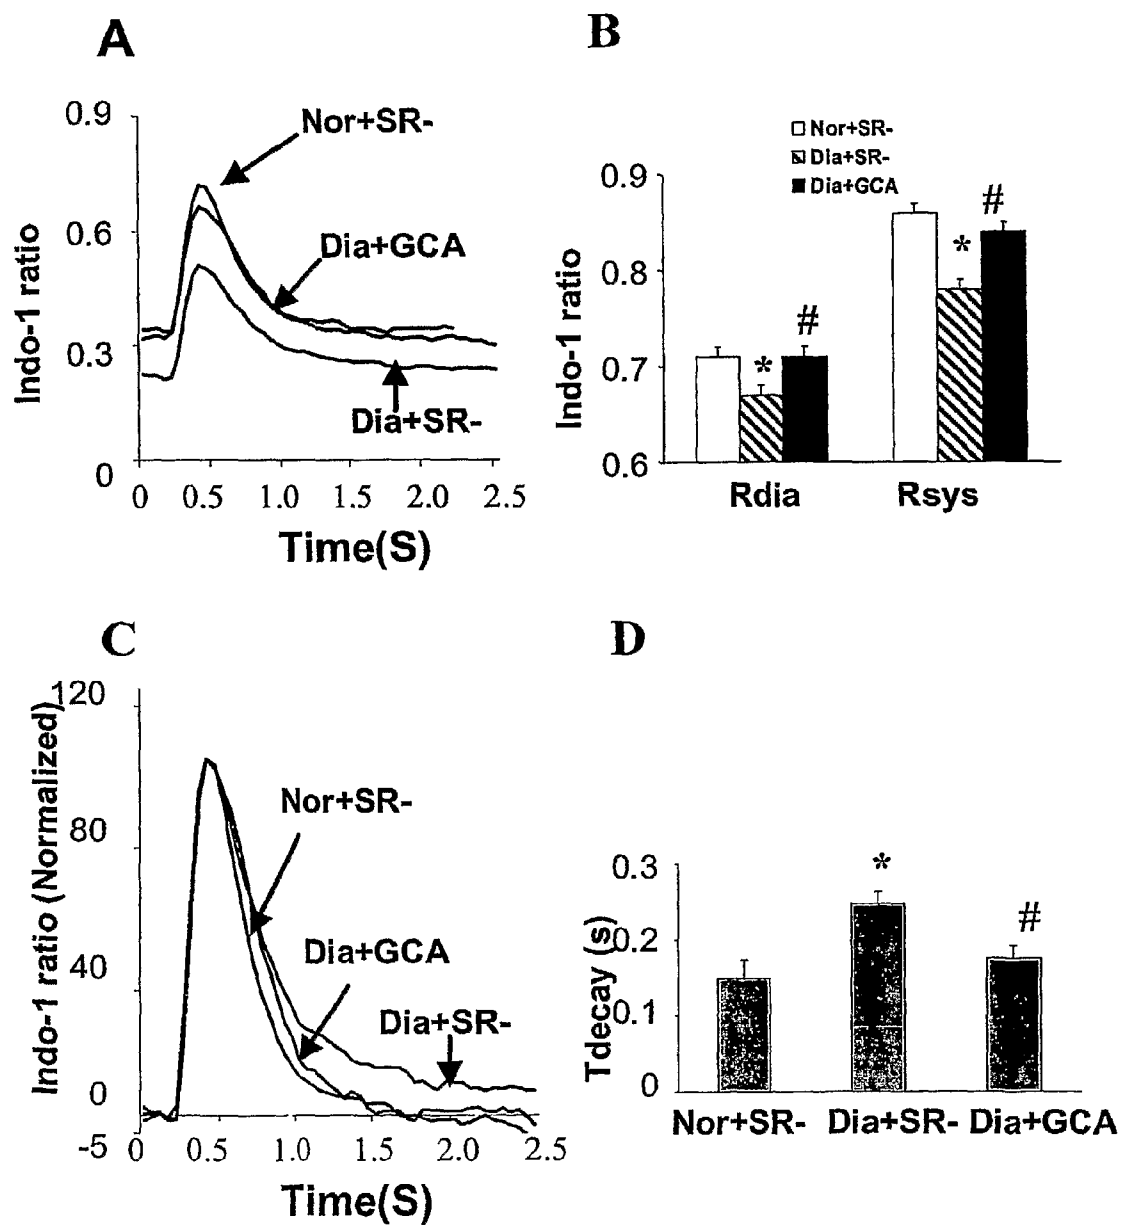 A
0.9
0.6
0.3
0
Indo-1 ratio
Nor+SR-
Dia+GCA
Dia+SR-
0 0.5 1.0 1.5 2.0 2.5
Time(S)
B
Nor+SR-
Dia+SR-
Dia+GCA
0.9
0.8
0.7
0.6
Indo-1 ratio
* #
* #
Rdia Rsys
C
120
80
40
0
-5
Indo-1 ratio (Normalized)
Nor+SR-
Dia+GCA
Dia+SR-
0 0.5 1.0 1.5 2.0 2.5
Time(S)
D
0.3
0.2
0.1
0
Tdecay (s)
*
#
Nor+SR- Dia+SR- Dia+GCA